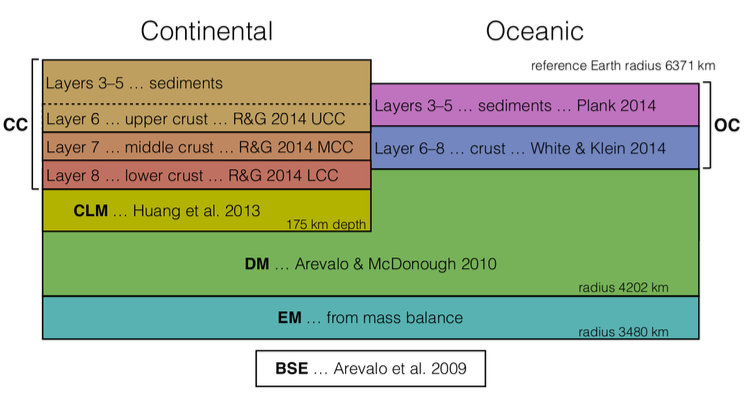 Continental
Oceanic
reference Earth radius 6371 km
CC
Layers 3–5 … sediments
Layer 6 … upper crust … R&G 2014 UCC
Layer 7 … middle crust … R&G 2014 MCC
Layer 8 … lower crust … R&G 2014 LCC
Layers 3–5 … sediments … Plank 2014
Layer 6–8 … crust … White & Klein 2014
OC
CLM … Huang et al. 2013
175 km depth
DM … Arevalo & McDonough 2010
radius 4202 km
EM … from mass balance
radius 3480 km
BSE … Arevalo et al. 2009